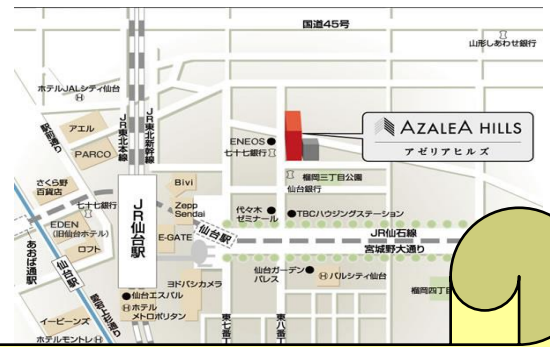 国道45号
山形しあわせ銀行
ホテルJALシティ仙台
駅前通り
アエル
PARCO
JR東北本線
JR東北新幹線
ENEOS
七十七銀行
AZALEA HILLS
アゼリアヒルズ
榴岡三丁目公園
仙台銀行
さくら野
百貨店
七十七銀行
EDEN
(旧仙台ホテル)
ロフト
あおば通駅
仙台駅
JR仙台駅
Bivi
Zepp
Sendai
E-GATE
仙台駅
代々木
ゼミナール
TBCハウジングステーション
JR仙石線
宮城野大通り
ヨドバシカメラ
仙台ガーデン
パレス
パルシティ仙台
榴岡四丁
仙台エスパル
ホテル
メトロポリタン
イービーンズ
ホテルモントレ
東七番丁
東八番丁